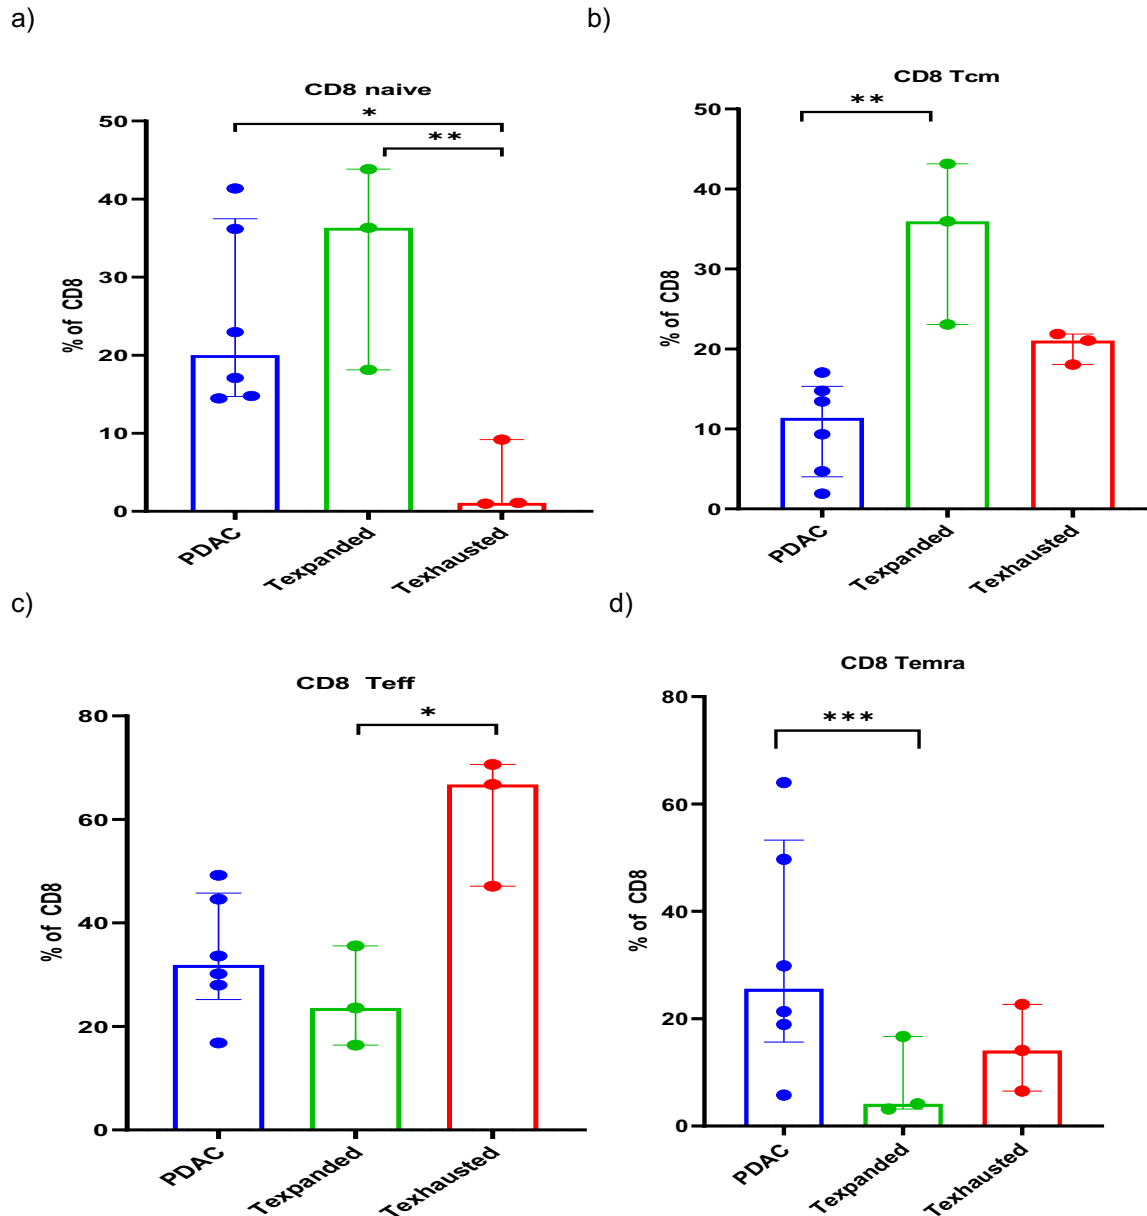 a)
CD8 naive
*
**
50
40
30
20
10
0
% of CD8
PDAC
Texpanded
Texhausted
b)
CD8 Tcm
**
50
40
30
20
10
0
% of CD8
PDAC
Texpanded
Texhausted
c)
CD8 Teff
*
80
60
40
20
0
% of CD8
PDAC
Texpanded
Texhausted
d)
CD8 Temra
***
80
60
40
20
0
% of CD8
PDAC
Texpanded
Texhausted